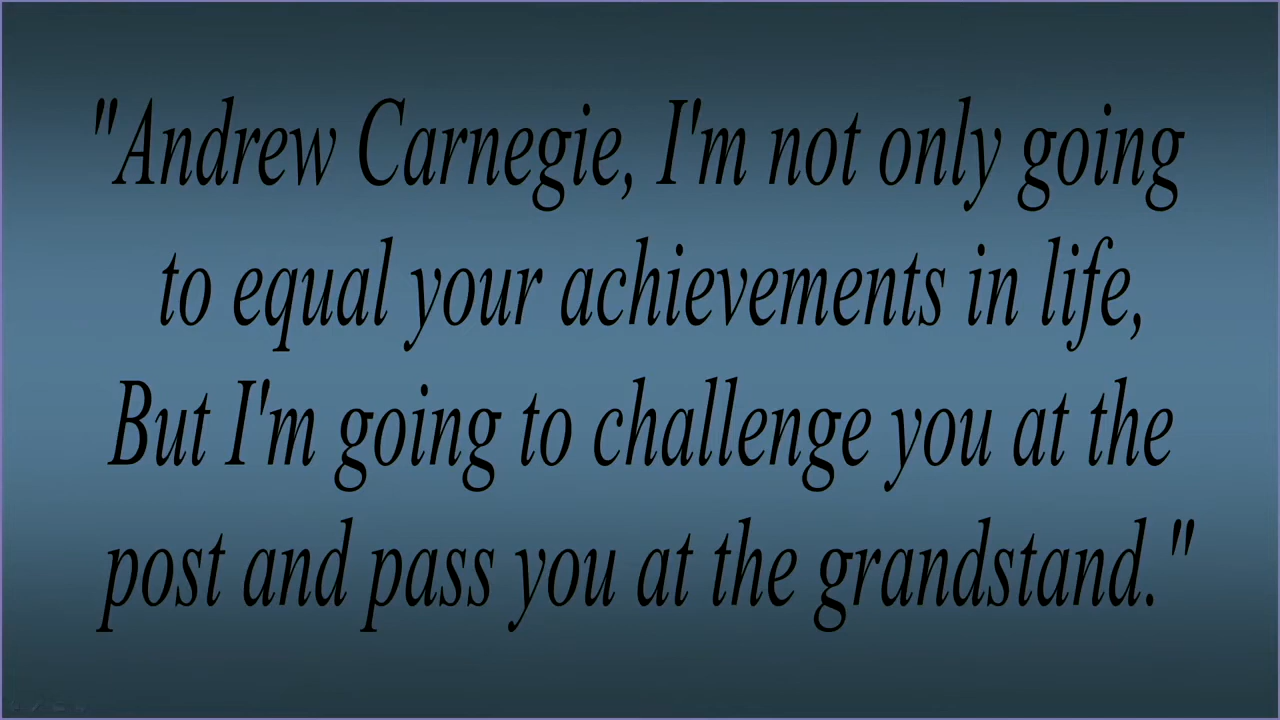 "Andrew Carnegie, I'm not only going
to equal your achievements in life,
But I'm going to challenge you at the
post and pass you at the grandstand."